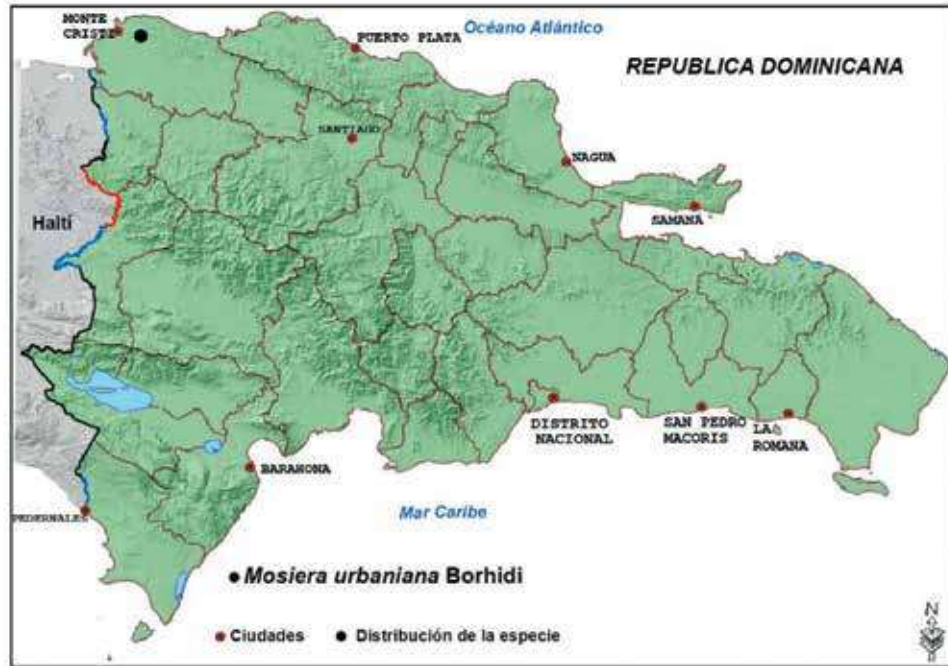 MONTE
CRISTI
PUERTO PLATA
Océano Atlántico
REPUBLICA DOMINICANA
SANTIAGO
NAGUA
SAMANA
Haití
DISTRITO
NACIONAL
SAN PEDRO
MACORIS
LA
ROMANA
BARAHONA
PEDERNALES
Mar Caribe
Mosiera urbaniana Borhidi
Ciudades
Distribución de la especie
N